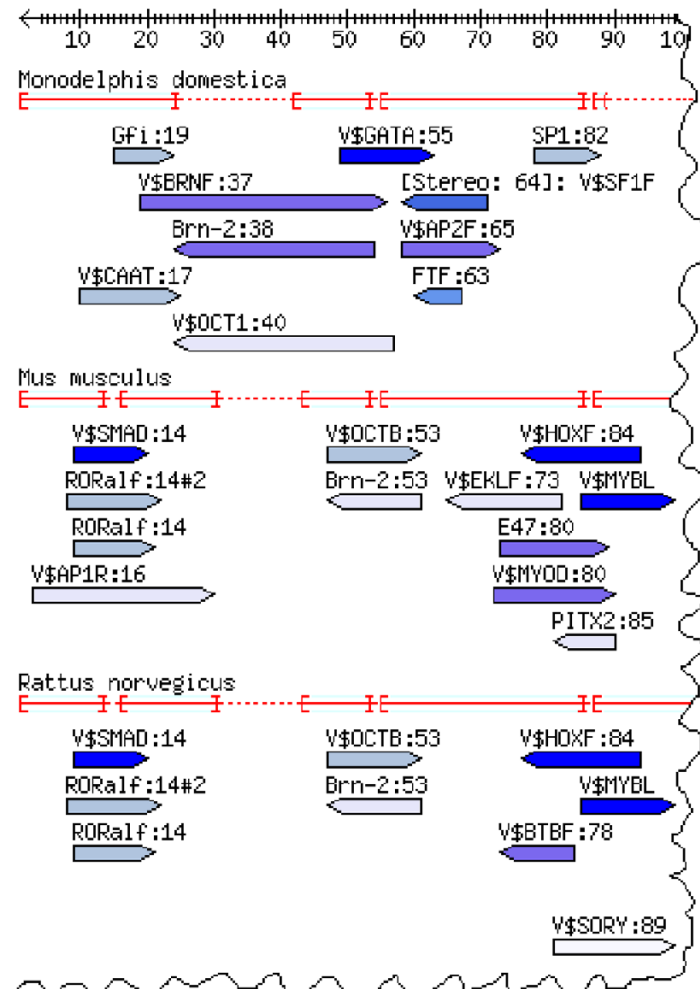 10 20 30 40 50 60 70 80 90 10
Monodelphis domestica
Gfi:19 V$GATA:55 SP1:82
V$BRNF:37 [Stereo: 64]: V$SF1F
Brn-2:38 V$AP2F:65
V$CAAT:17 FTF:63
V$OCT1:40
Mus musculus
V$SMAD:14 V$OCTB:53 V$HOXF:84
RORalf:14#2 Brn-2:53 V$EKLF:73 V$MYBL
RORalf:14 E47:80
V$AP1R:16 V$MYOD:80
PITX2:85
Rattus norvegicus
V$SMAD:14 V$OCTB:53 V$HOXF:84
RORalf:14#2 Brn-2:53 V$MYBL
RORalf:14 V$BTBF:78
V$SORY:89